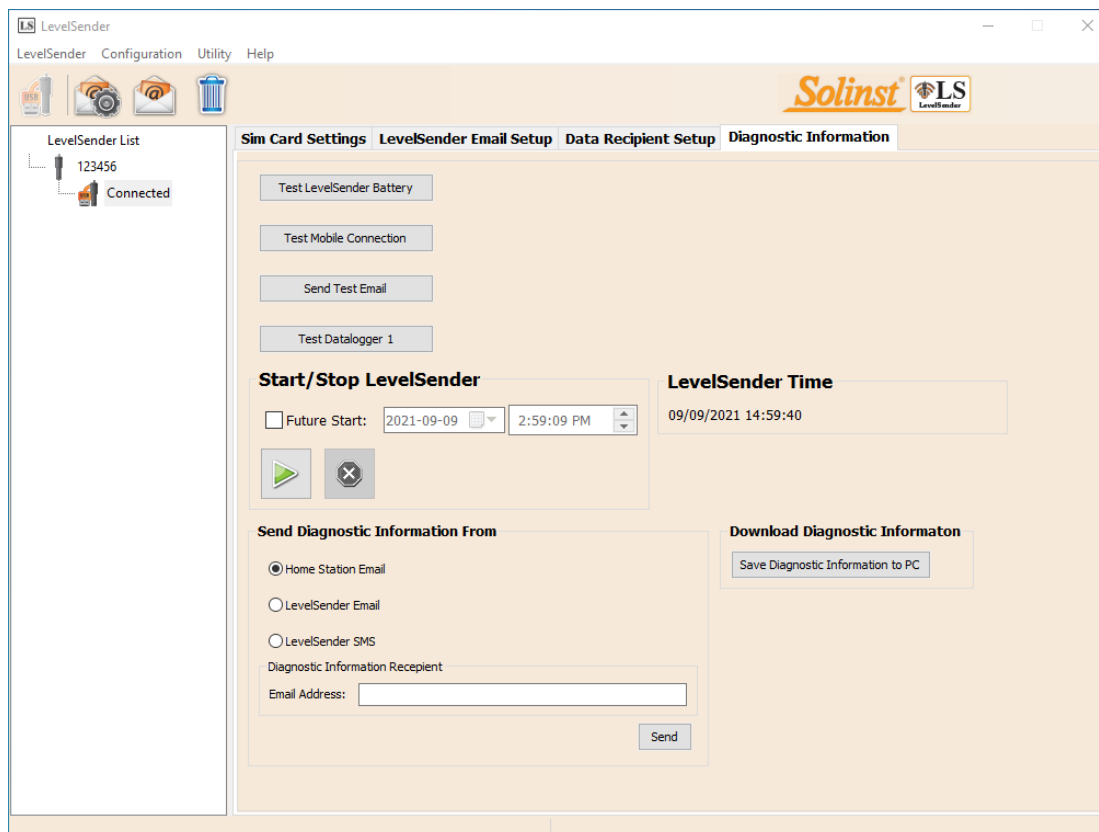 LS LevelSender
LevelSender Configuration Utility Help
USB
Solinst LS
LevelSender
LevelSender List
123456
Connected
Sim Card Settings LevelSender Email Setup Data Recipient Setup Diagnostic Information
Test LevelSender Battery
Test Mobile Connection
Send Test Email
Test Datalogger 1
Start/Stop LevelSender
Future Start: 2021-09-09 2:59:09 PM
LevelSender Time
09/09/2021 14:59:40
Send Diagnostic Information From
Home Station Email
LevelSender Email
LevelSender SMS
Diagnostic Information Recepient
Email Address:
Send
Download Diagnostic Informaton
Save Diagnostic Information to PC